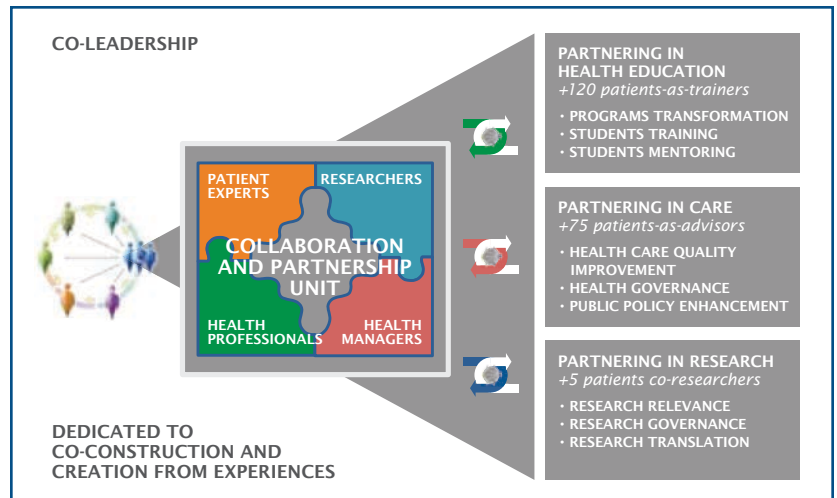 CO-LEADERSHIP
PATIENT
EXPERTS
RESEARCHERS
COLLABORATION
AND PARTNERSHIP
UNIT
HEALTH
PROFESSIONALS
HEALTH
MANAGERS
DEDICATED TO
CO-CONSTRUCTION AND
CREATION FROM EXPERIENCES
PARTNERING IN
HEALTH EDUCATION
+120 patients-as-trainers
• PROGRAMS TRANSFORMATION
• STUDENTS TRAINING
• STUDENTS MENTORING
PARTNERING IN CARE
+75 patients-as-advisors
• HEALTH CARE QUALITY
IMPROVEMENT
• HEALTH GOVERNANCE
• PUBLIC POLICY ENHANCEMENT
PARTNERING IN RESEARCH
+5 patients co-researchers
• RESEARCH RELEVANCE
• RESEARCH GOVERNANCE
• RESEARCH TRANSLATION